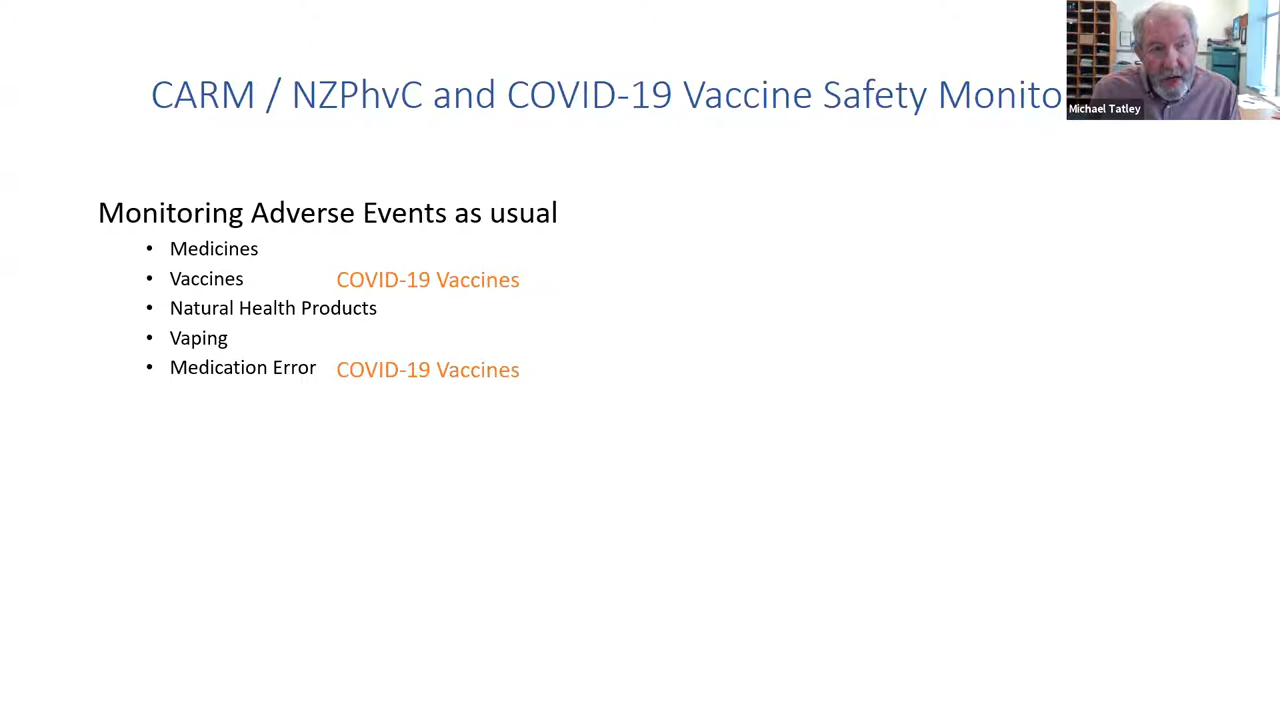 CARM / NZPhvC and COVID-19 Vaccine Safety Monito
Michael Tatley
Monitoring Adverse Events as usual
• Medicines
• Vaccines COVID-19 Vaccines
• Natural Health Products
• Vaping
• Medication Error COVID-19 Vaccines